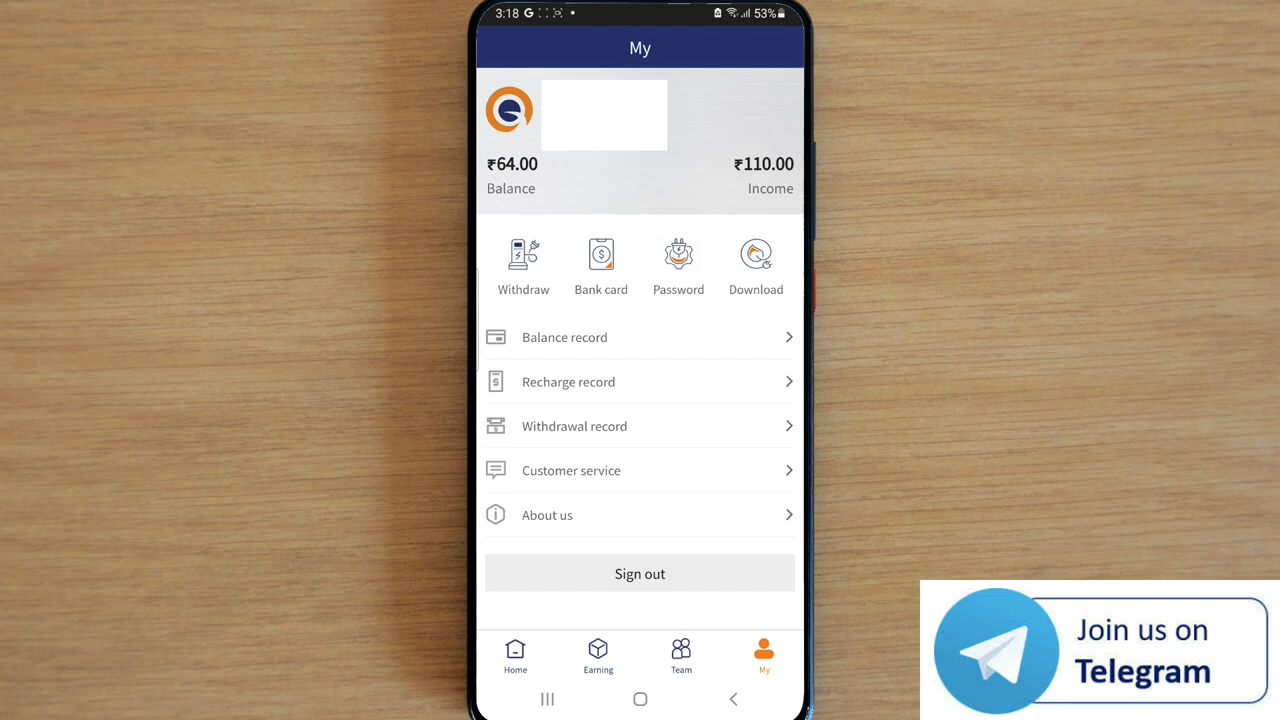 3:18 G
53%
My
₹64.00
Balance
₹110.00
Income
Withdraw
Bank card
Password
Download
Balance record
Recharge record
Withdrawal record
Customer service
About us
Sign out
Home
Earning
Team
My
Join us on
Telegram